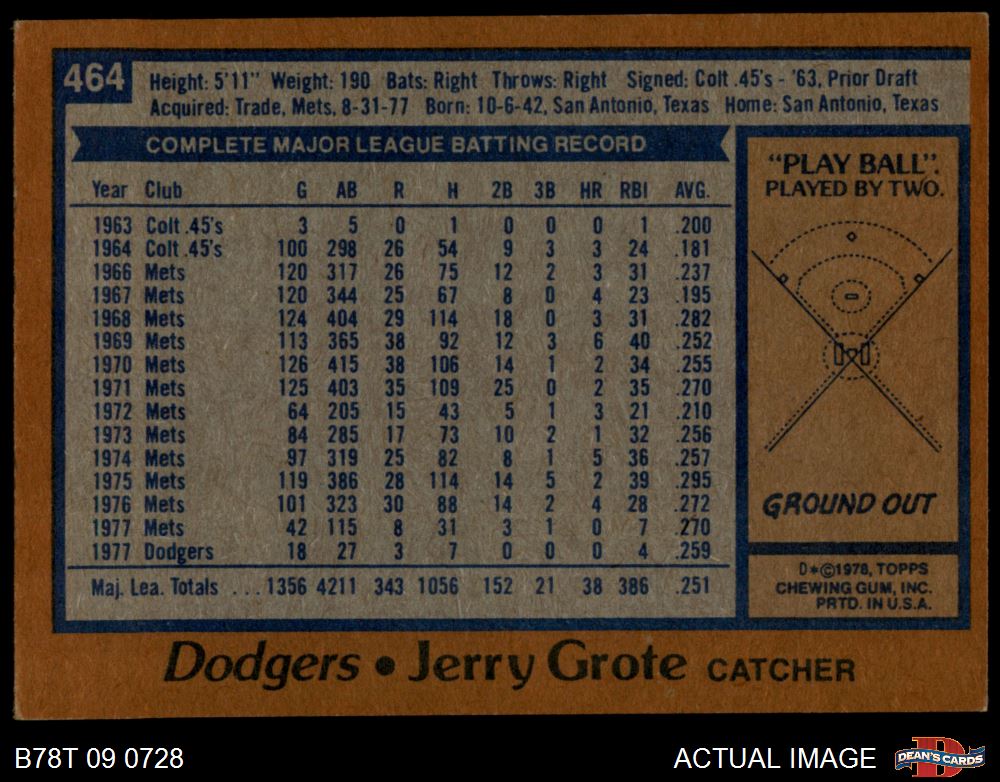 464
Height: 5'11" Weight: 190 Bats: Right Throws: Right Signed: Colt .45's - '63, Prior Draft
Acquired: Trade, Mets, 8-31-77 Born: 10-6-42, San Antonio, Texas Home: San Antonio, Texas
COMPLETE MAJOR LEAGUE BATTING RECORD
Year Club G AB R H 2B 3B HR RBI AVG.
1963 Colt .45's 3 5 0 1 0 0 0 1 .200
1964 Colt .45's 100 298 26 54 9 3 3 24 .181
1966 Mets 120 317 26 75 12 2 3 31 .237
1967 Mets 120 344 25 67 8 0 4 23 .195
1968 Mets 124 404 29 114 18 0 3 31 .282
1969 Mets 113 365 38 92 12 3 6 40 .252
1970 Mets 126 415 38 106 14 1 2 34 .255
1971 Mets 125 403 35 109 25 0 2 35 .270
1972 Mets 64 205 15 43 5 1 3 21 .210
1973 Mets 84 285 17 73 10 2 1 32 .256
1974 Mets 97 319 25 82 8 1 5 36 .257
1975 Mets 119 386 28 114 14 5 2 39 .295
1976 Mets 101 323 30 88 14 2 4 28 .272
1977 Mets 42 115 8 31 3 1 0 7 .270
1977 Dodgers 18 27 3 7 0 0 0 4 .259
Maj. Lea. Totals ...1356 4211 343 1056 152 21 38 386 .251
"PLAY BALL":
PLAYED BY TWO.
GROUND OUT
D*©1978, TOPPS
CHEWING GUM, INC.
PRTD. IN U.S.A.
Dodgers • Jerry Grote CATCHER
B78T 09 0728
ACTUAL IMAGE
D
DEAN'S CARDS